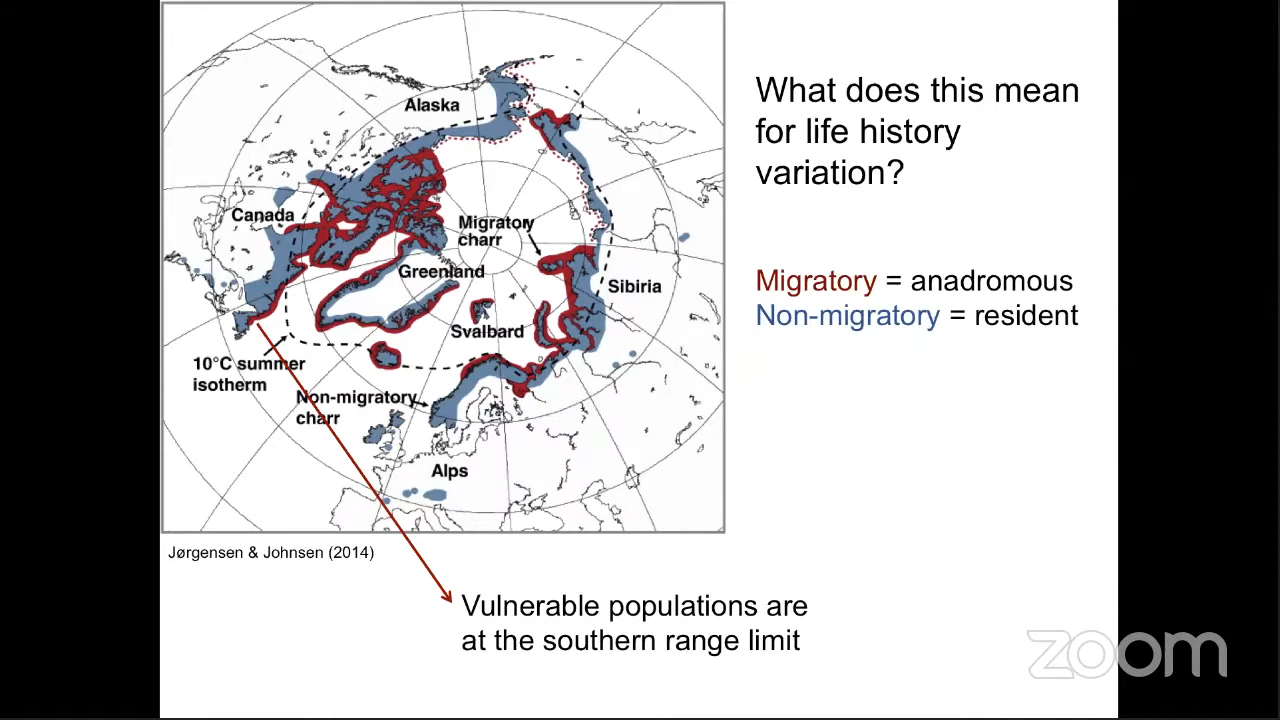 Alaska
Canada
Migratory
charr
Greenland
Sibiria
Svalbard
10°C summer
isotherm
Non-migratory
charr
Alps
Jørgensen & Johnsen (2014)
What does this mean
for life history
variation?
Migratory = anadromous
Non-migratory = resident
Vulnerable populations are
at the southern range limit
zoom